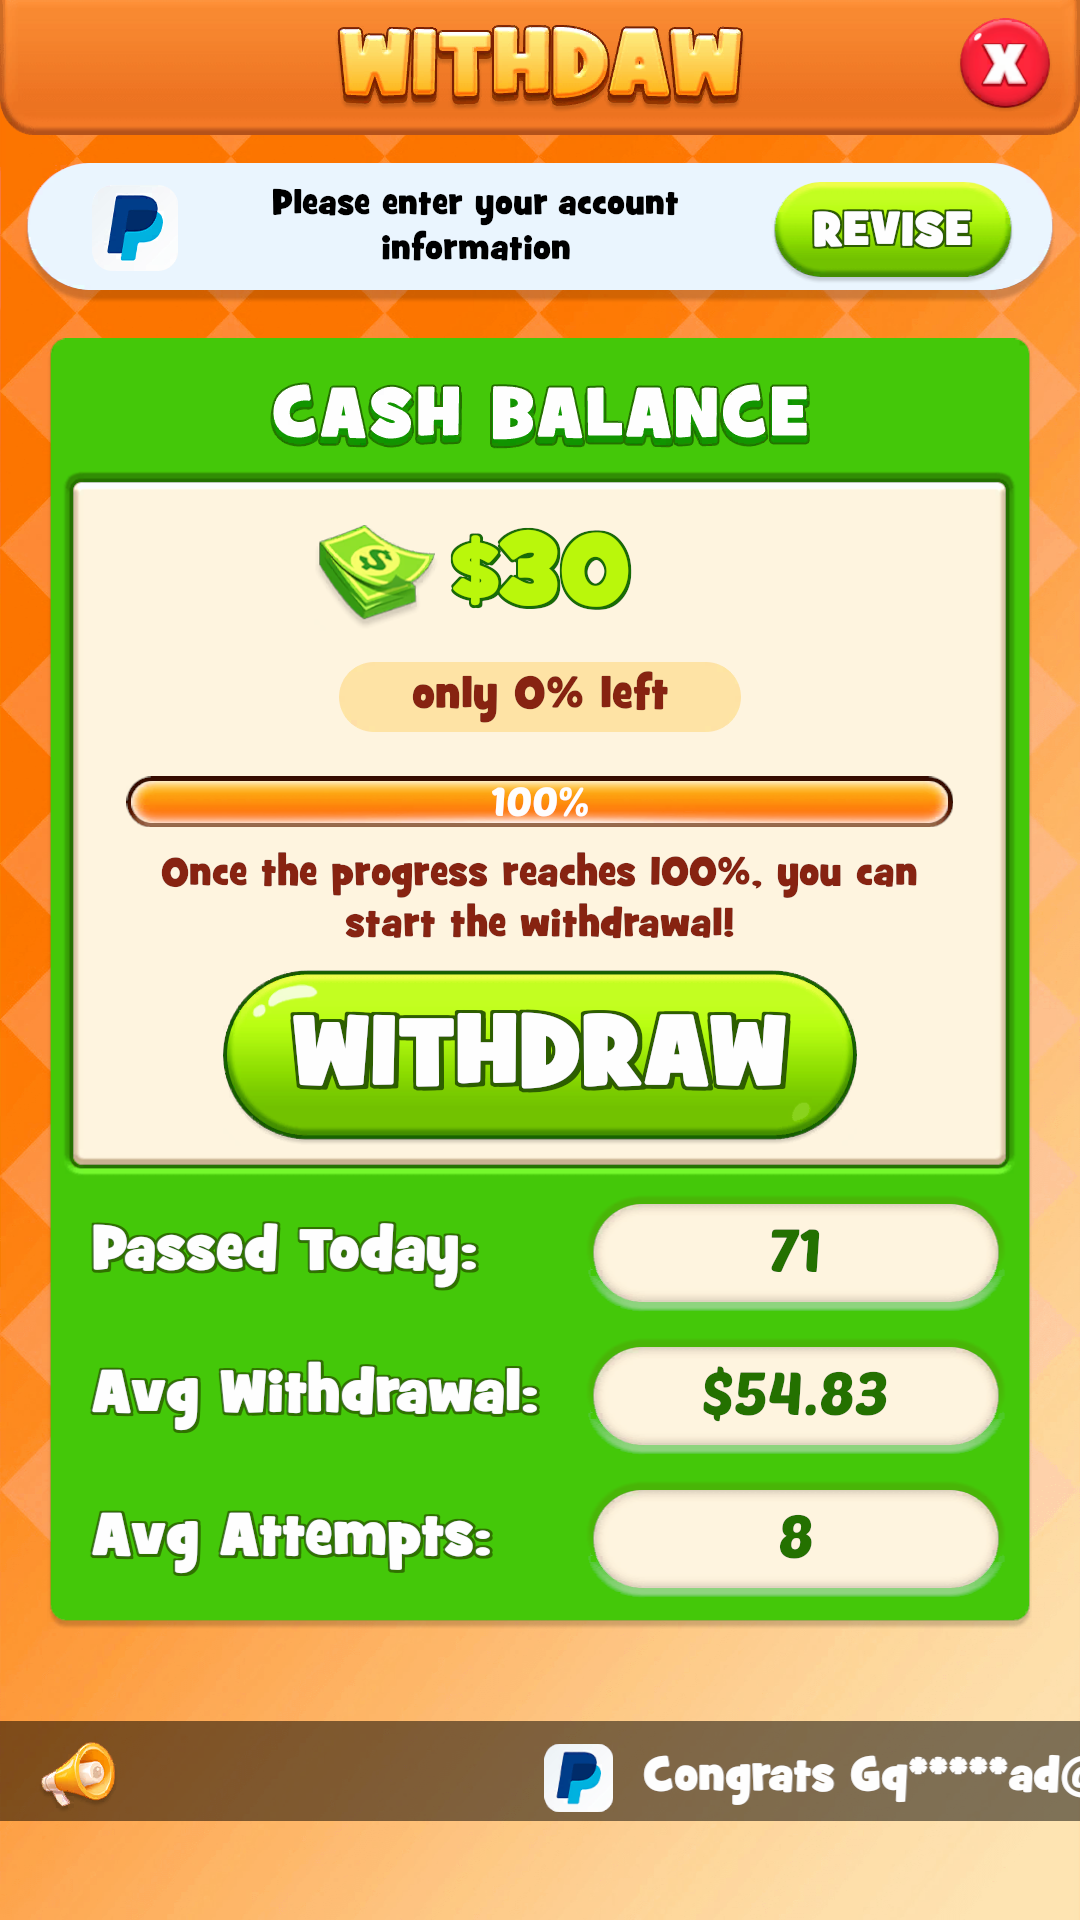 WITHDAW
X
Please enter your account
information
REVISE
CASH BALANCE
$30
only 0% left
100%
Once the progress reaches 100%, you can
start the withdrawal!
WITHDRAW
Passed Today:
71
Avg Withdrawal:
$54.83
Avg Attempts:
8
Congrats Gq*****ad@